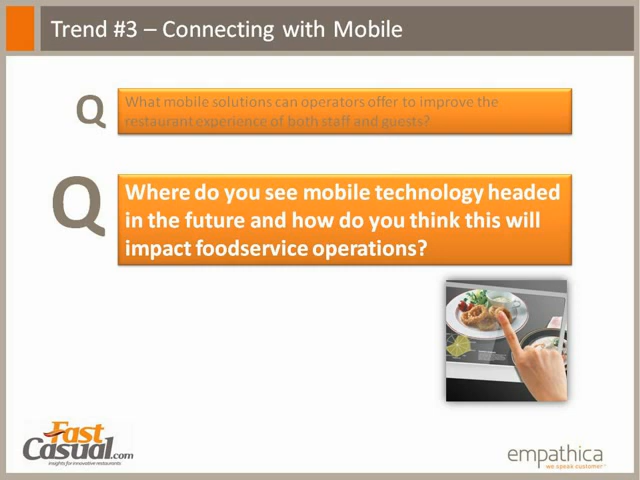 Trend #3 – Connecting with Mobile
Q
What mobile solutions can operators offer to improve the
restaurant experience of both staff and guests?
Q
Where do you see mobile technology headed
in the future and how do you think this will
impact foodservice operations?
Fast
Casual.com
insights for innovative restaurants
empathica
we speak customer